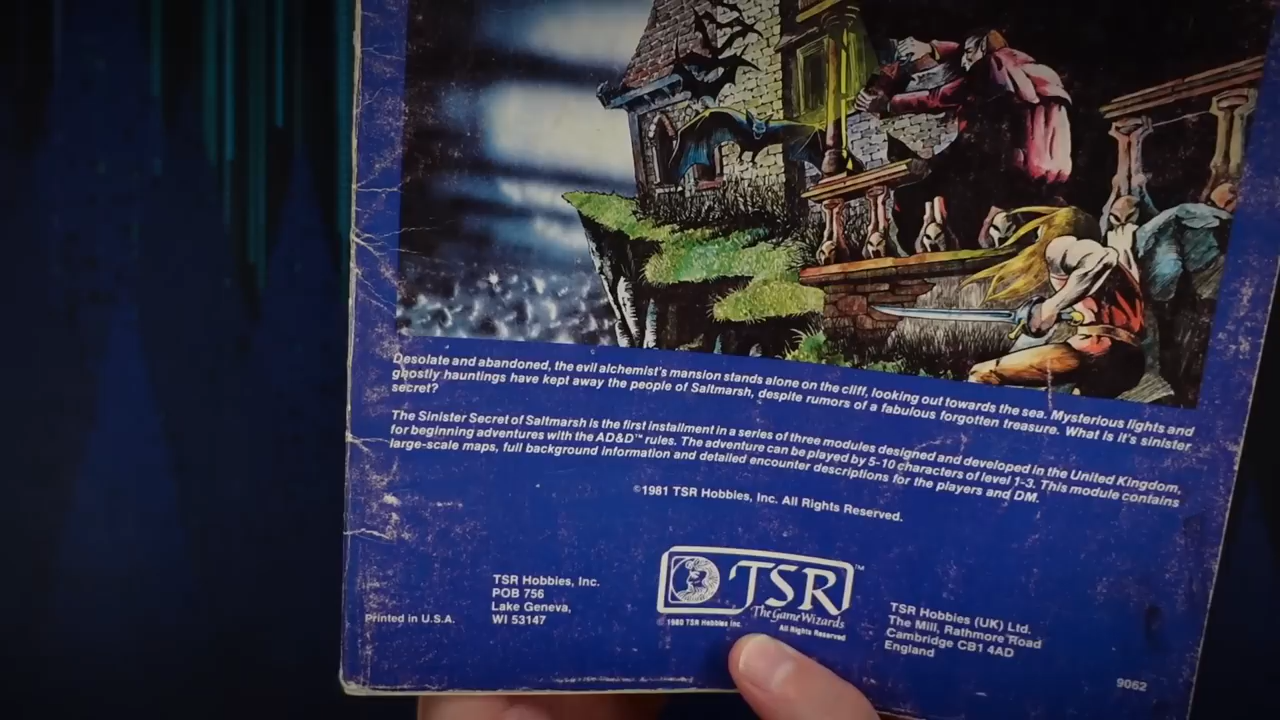 Desolate and abandoned, the evil alchemist's mansion stands alone on the cliff, looking out towards the sea. Mysterious lights and
ghostly hauntings have kept away the people of Saltmarsh, despite rumors of a fabulous forgotten treasure. What is it's sinister
secret?
The Sinister Secret of Saltmarsh is the first installment in a series of three modules designed and developed in the United Kingdom,
for beginning adventures with the AD&D™ rules. The adventure can be played by 5-10 characters of level 1-3. This module contains
large-scale maps, full background information and detailed encounter descriptions for the players and DM.
©1981 TSR Hobbies, Inc. All Rights Reserved.
TSR™
The Game Wizards
1980 TSR Hobbies Inc.
All Rights Reserved
Printed in U.S.A.
TSR Hobbies, Inc.
POB 756
Lake Geneva,
WI 53147
TSR Hobbies (UK) Ltd.
The Mill, Rathmore Road
Cambridge CB1 4AD
England
9062